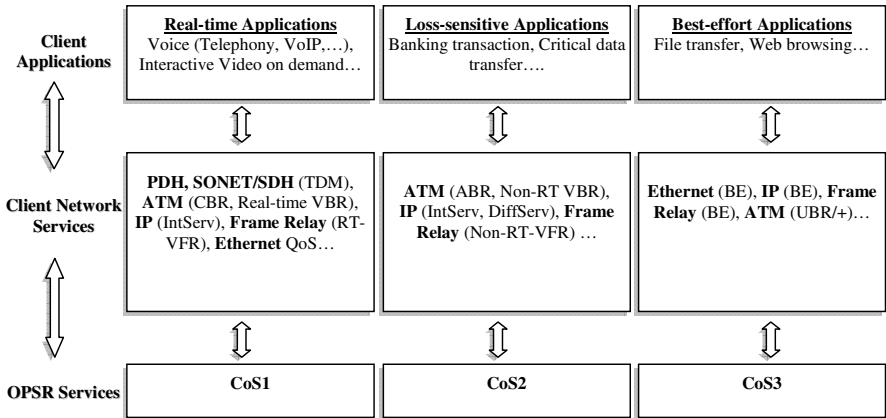 Client
Applications
Real-time Applications
Voice (Telephony, VoIP,…),
Interactive Video on demand…
Loss-sensitive Applications
Banking transaction, Critical data
transfer….
Best-effort Applications
File transfer, Web browsing…
Client Network
Services
PDH, SONET/SDH (TDM),
ATM (CBR, Real-time VBR),
IP (IntServ), Frame Relay (RT-
VFR), Ethernet QoS…
ATM (ABR, Non-RT VBR),
IP (IntServ, DiffServ), Frame
Relay (Non-RT-VFR) …
Ethernet (BE), IP (BE), Frame
Relay (BE), ATM (UBR/+)…
OPSR Services
CoS1
CoS2
CoS3